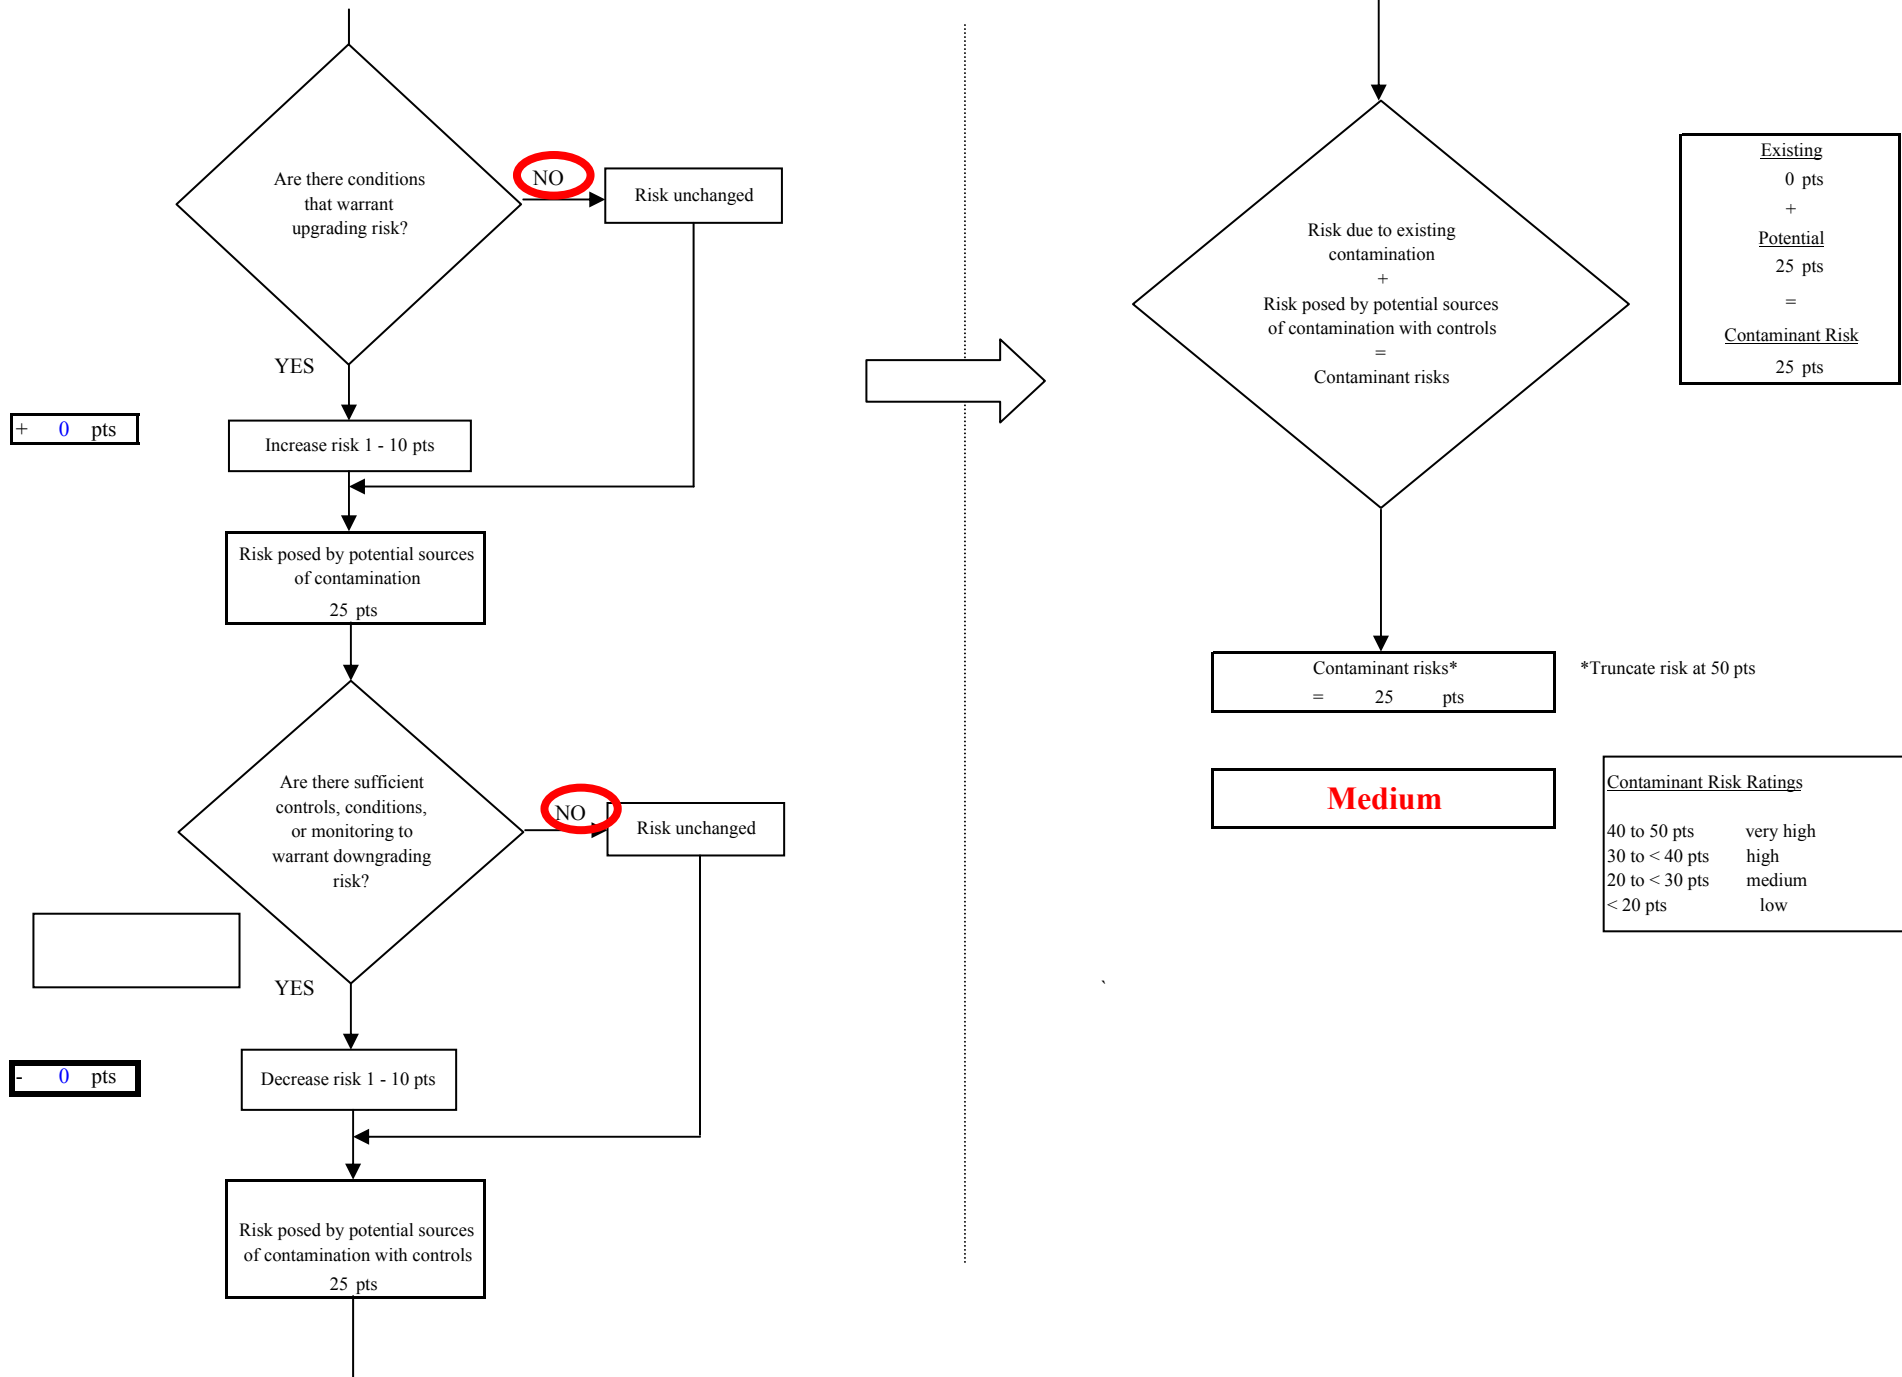 Are there conditions
that warrant
upgrading risk?
NO
Risk unchanged
YES
+ 0 pts
Increase risk 1 - 10 pts
Risk posed by potential sources
of contamination
25 pts
Are there sufficient
controls, conditions,
or monitoring to
warrant downgrading
risk?
NO
Risk unchanged
YES
- 0 pts
Decrease risk 1 - 10 pts
Risk posed by potential sources
of contamination with controls
25 pts
Risk due to existing
contamination
+
Risk posed by potential sources
of contamination with controls
=
Contaminant risks
Existing
0 pts
+
Potential
25 pts
=
Contaminant Risk
25 pts
Contaminant risks*
= 25 pts
*Truncate risk at 50 pts
Medium
Contaminant Risk Ratings
40 to 50 pts very high
30 to < 40 pts high
20 to < 30 pts medium
< 20 pts low
`